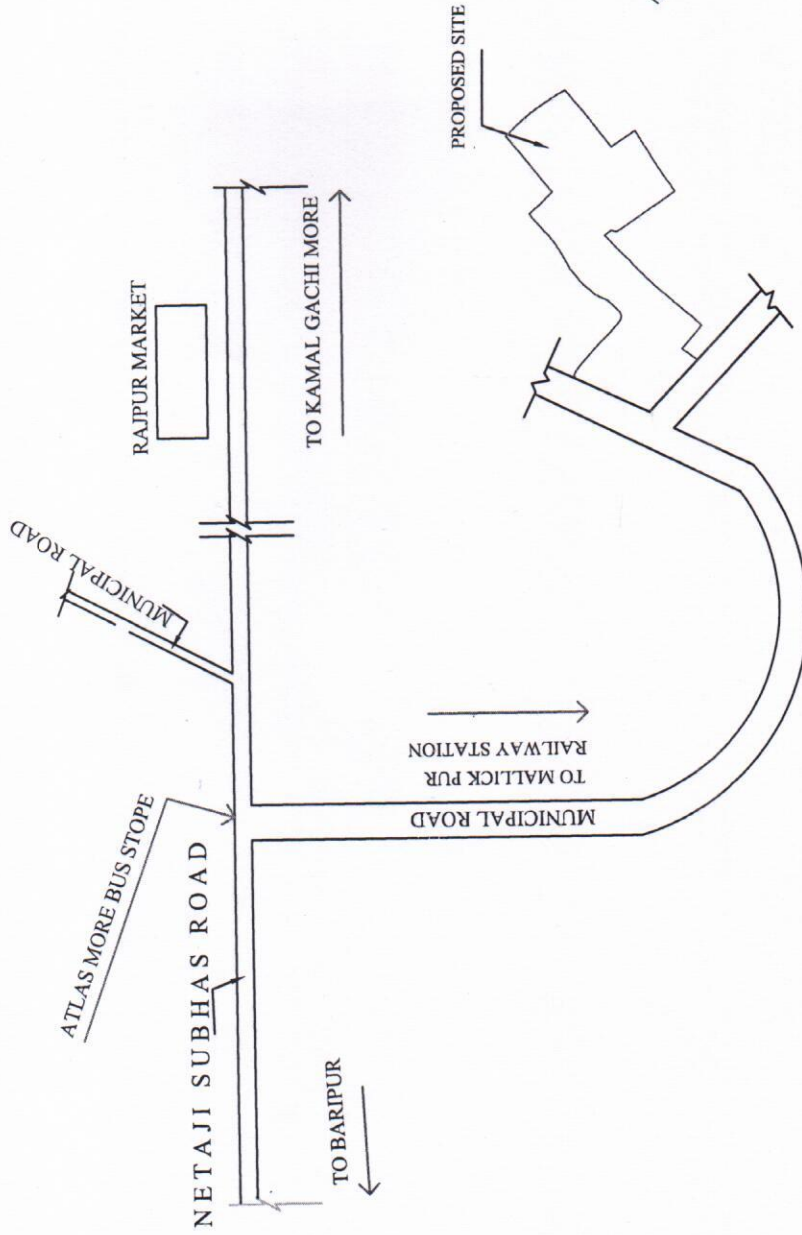 MUNICIPAL ROAD
RAJPUR MARKET
ATLAS MORE BUS STOPE
NETAJI SUBHAS ROAD
TO KAMAL GACHI MORE
TO BARIPUR
MUNICIPAL ROAD
TO MALLICK PUR
RAILWAY STATION
PROPOSED SITE